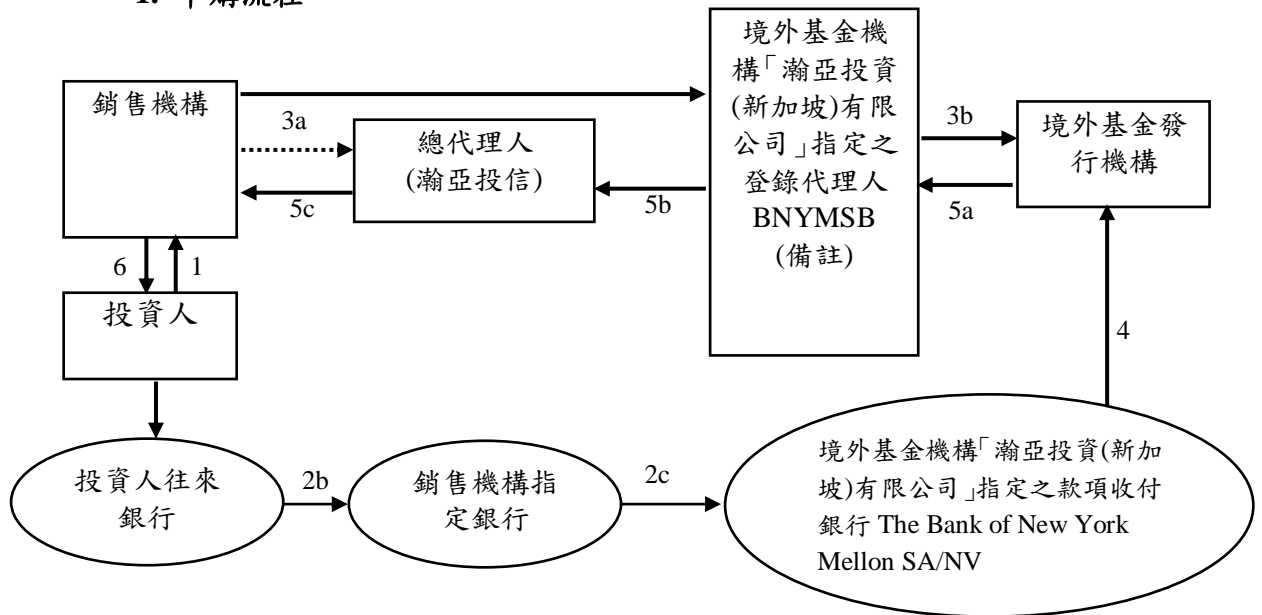 1. 申購流程
銷售機構
3a
總代理人
(瀚亞投信)
5c
5b
境外基金機
構「瀚亞投資
(新加坡)有限
公司」指定之
登錄代理人
BNYMSB
(備註)
3b
5a
境外基金發
行機構
6
1
投資人
4
投資人往來
銀行
2b
銷售機構指
定銀行
2c
境外基金機構「瀚亞投資(新加
坡)有限公司」指定之款項收付
銀行 The Bank of New York
Mellon SA/NV